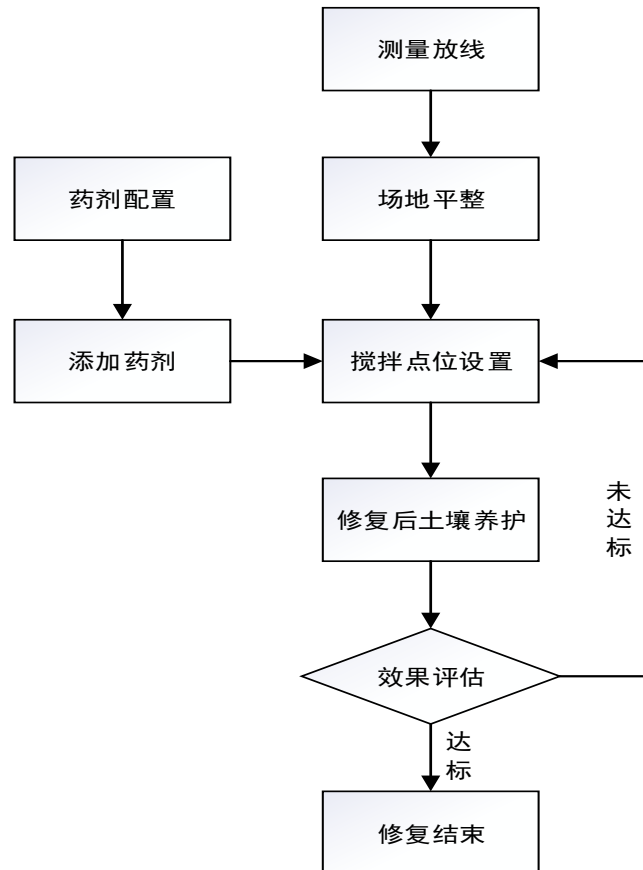 测量放线
药剂配置
场地平整
添加药剂
搅拌点位设置
修复后土壤养护
未
达
标
效果评估
达
标
修复结束